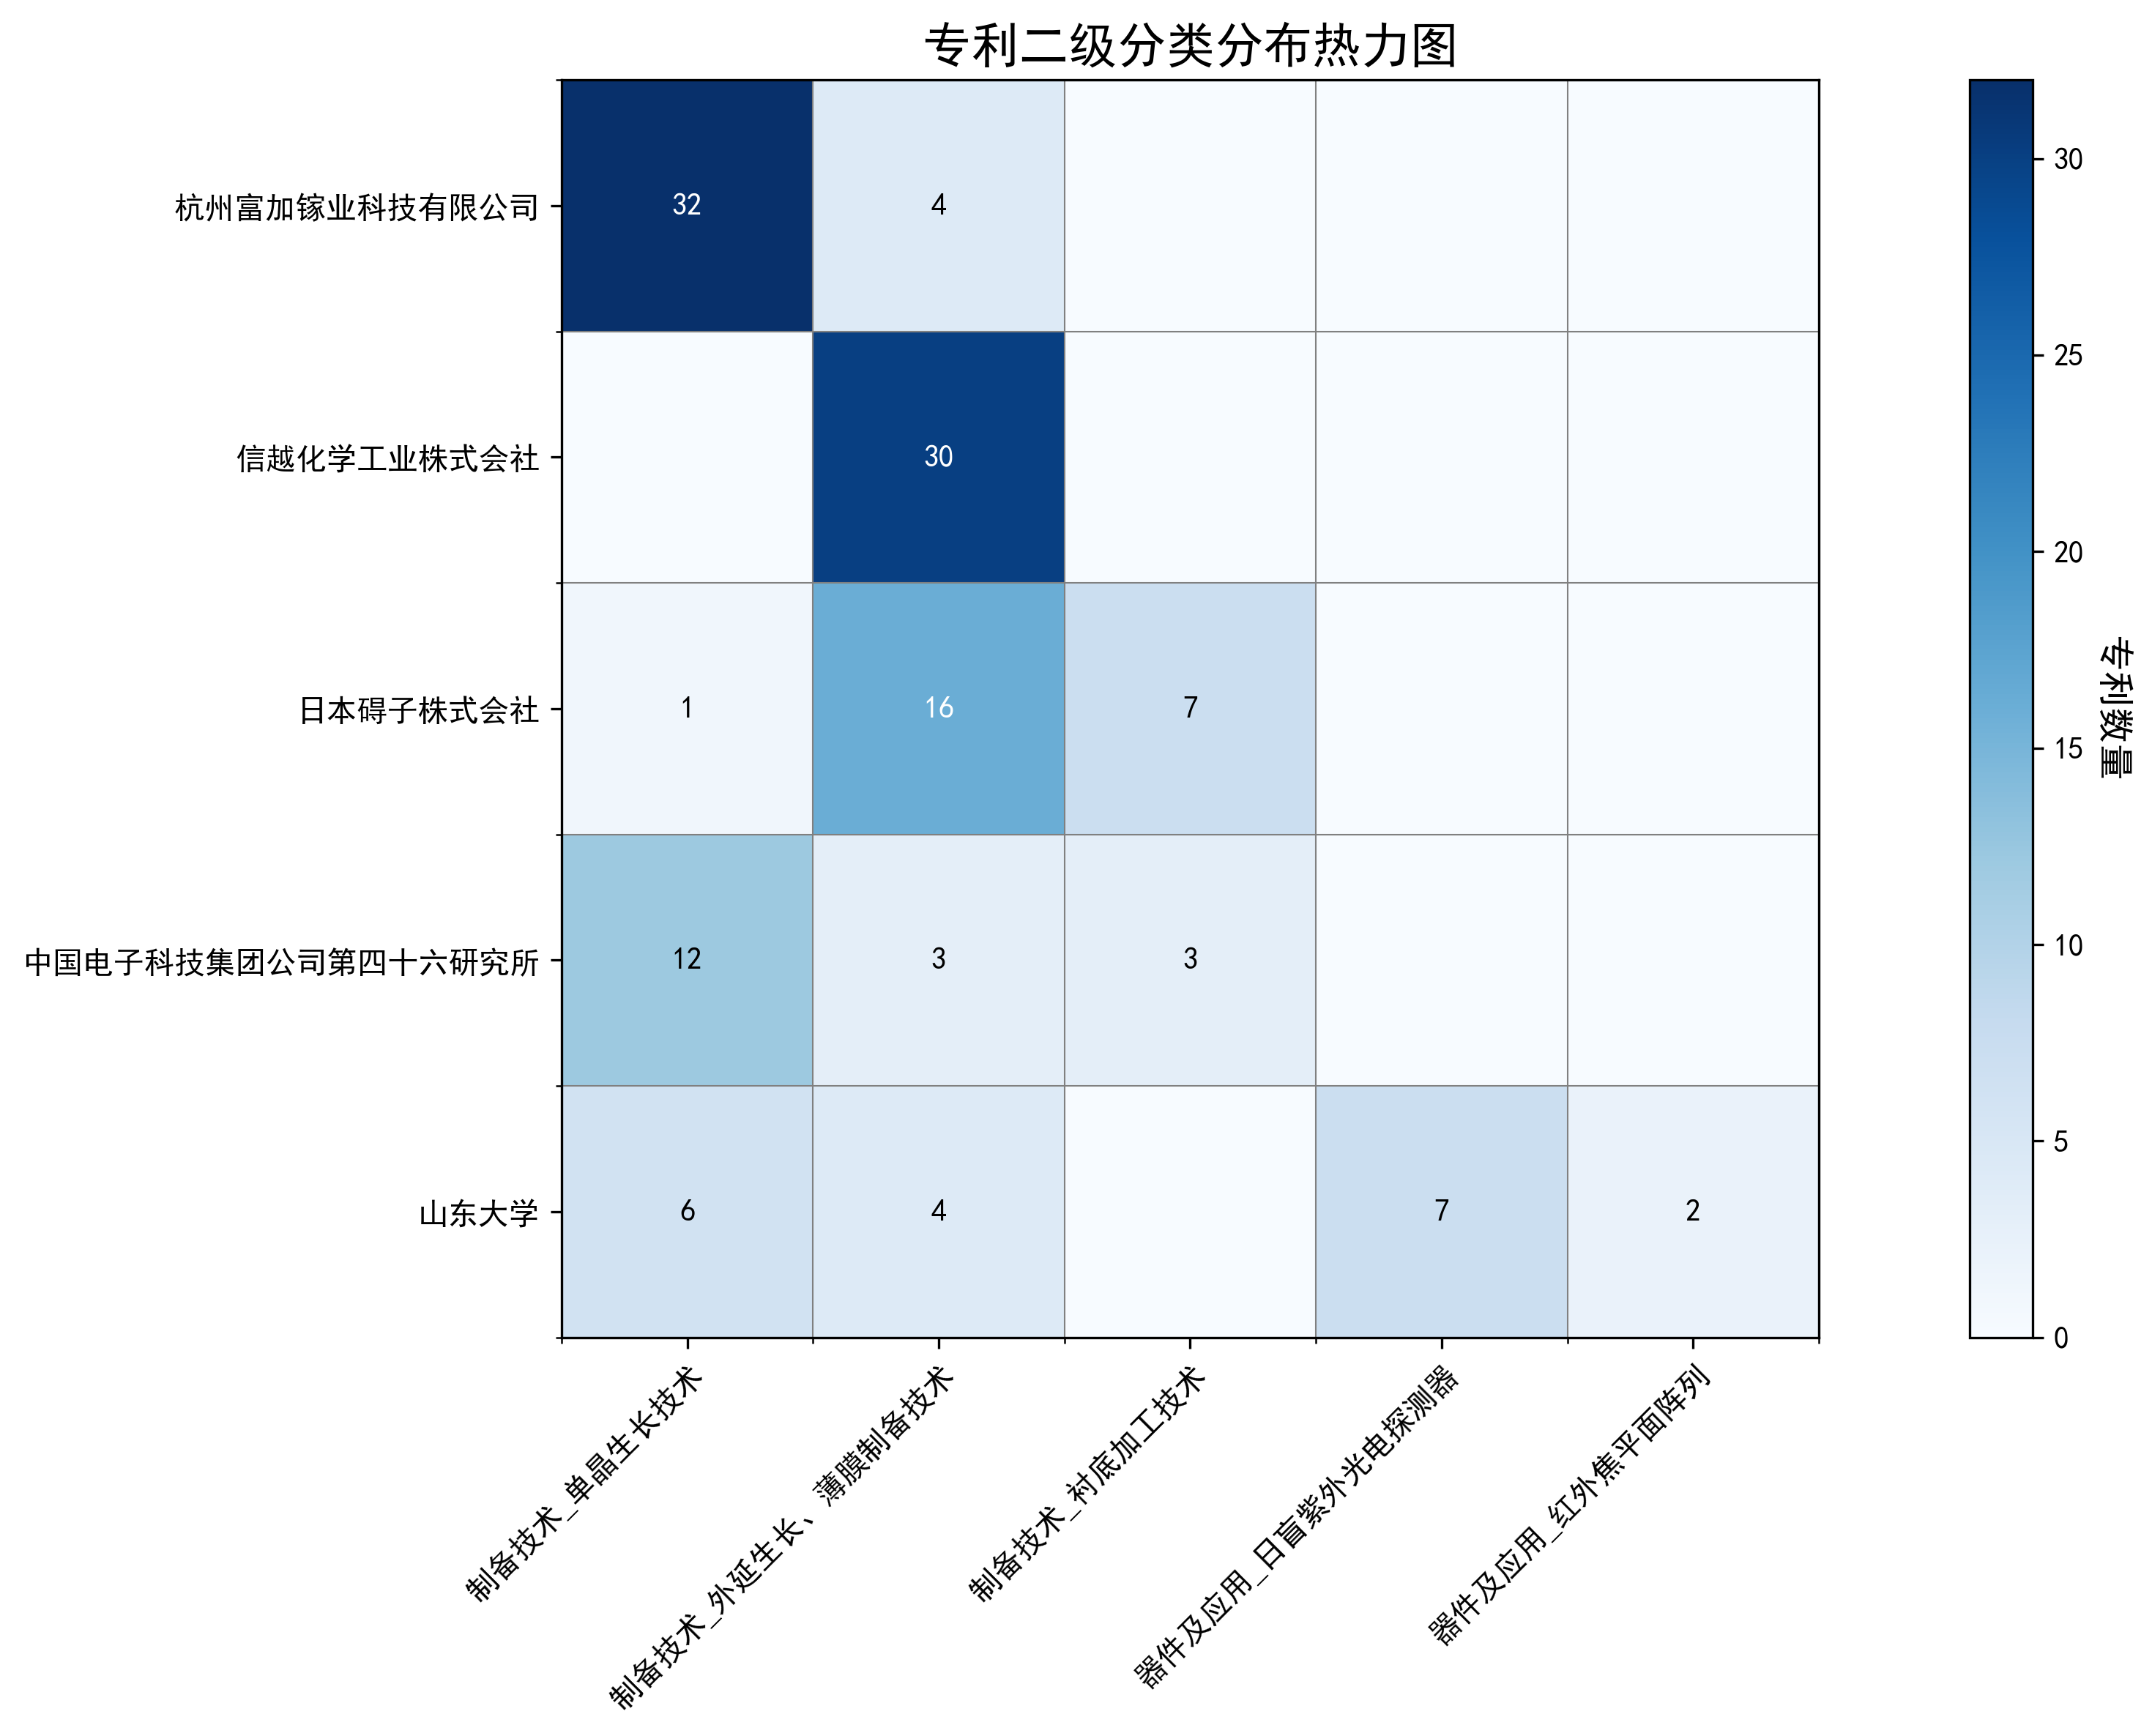 专利二级分类分布热力图
杭州富加镓业科技有限公司
32
4
信越化学工业株式会社
30
日本碍子株式会社
1
16
7
中国电子科技集团公司第四十六研究所
12
3
3
山东大学
6
4
7
2
制备技术_单晶生长技术
制备技术_外延生长、薄膜制备技术
制备技术_衬底加工技术
器件及应用_日盲紫外光电探测器
器件及应用_红外焦平面阵列
30
25
20
15
10
5
0
专利数量